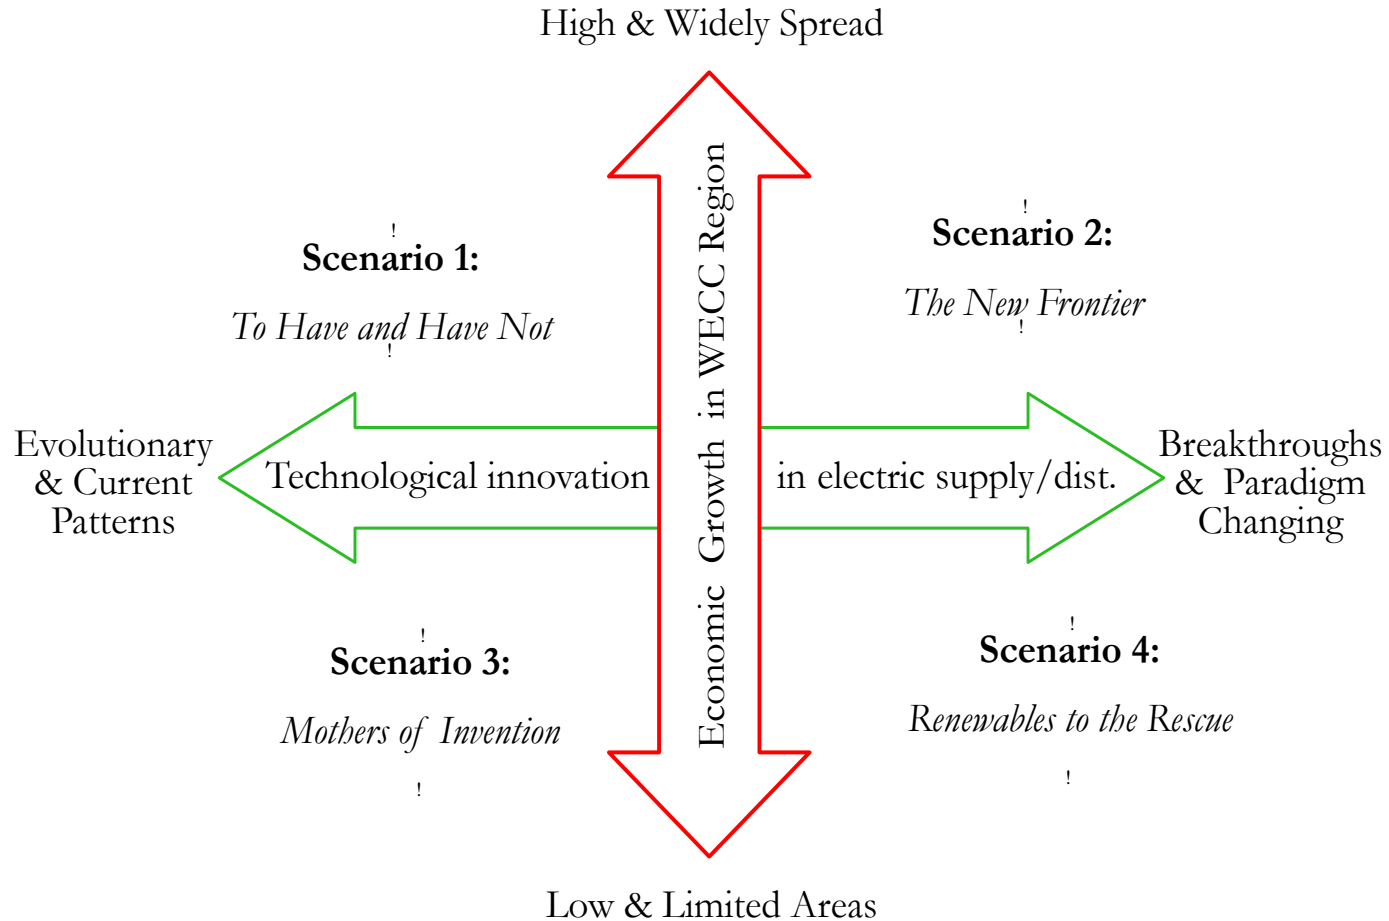 High & Widely Spread
!
Scenario 1:
To Have and Have Not
!
!
Scenario 2:
The New Frontier
!
Economic Growth in WECC Region
Evolutionary
& Current
Patterns
Technological innovation
in electric supply/dist.
Breakthroughs
& Paradigm
Changing
!
Scenario 3:
Mothers of Invention
!
!
Scenario 4:
Renewables to the Rescue
!
Low & Limited Areas